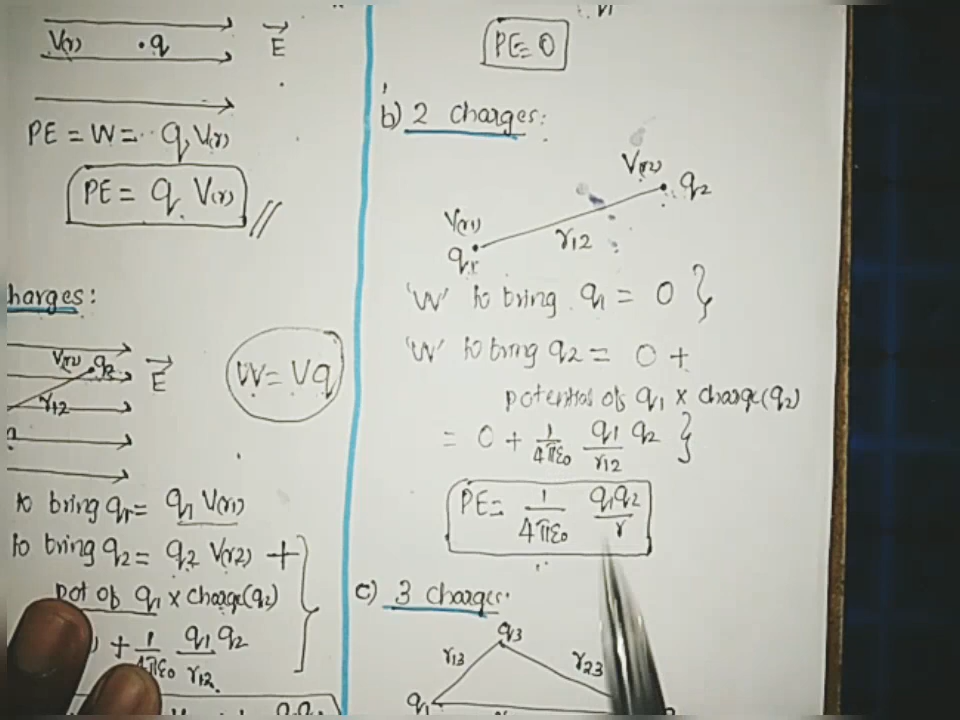 V(r) .q E
PE = W = q V(r)
PE = q V(r)
harges:
V(r2) q2 E
r12
W = Vq
to bring q1 = q1 V(r1)
to bring q2 = q2 V(r2) +
pot of q1 x charge(q2)
+ 1/4πε0 q1 q2/r12
PE = 0
b) 2 charges:
V(r2)
q2
V(r1)
q1
r12
'W' to bring q1 = 0 }
'W' to bring q2 = 0 +
potential of q1 x charge(q2)
= 0 + 1/4πε0 q1 q2/r12 }
PE = 1/4πε0 q1q2/r
c) 3 charges:
q3
r13 r23
q1